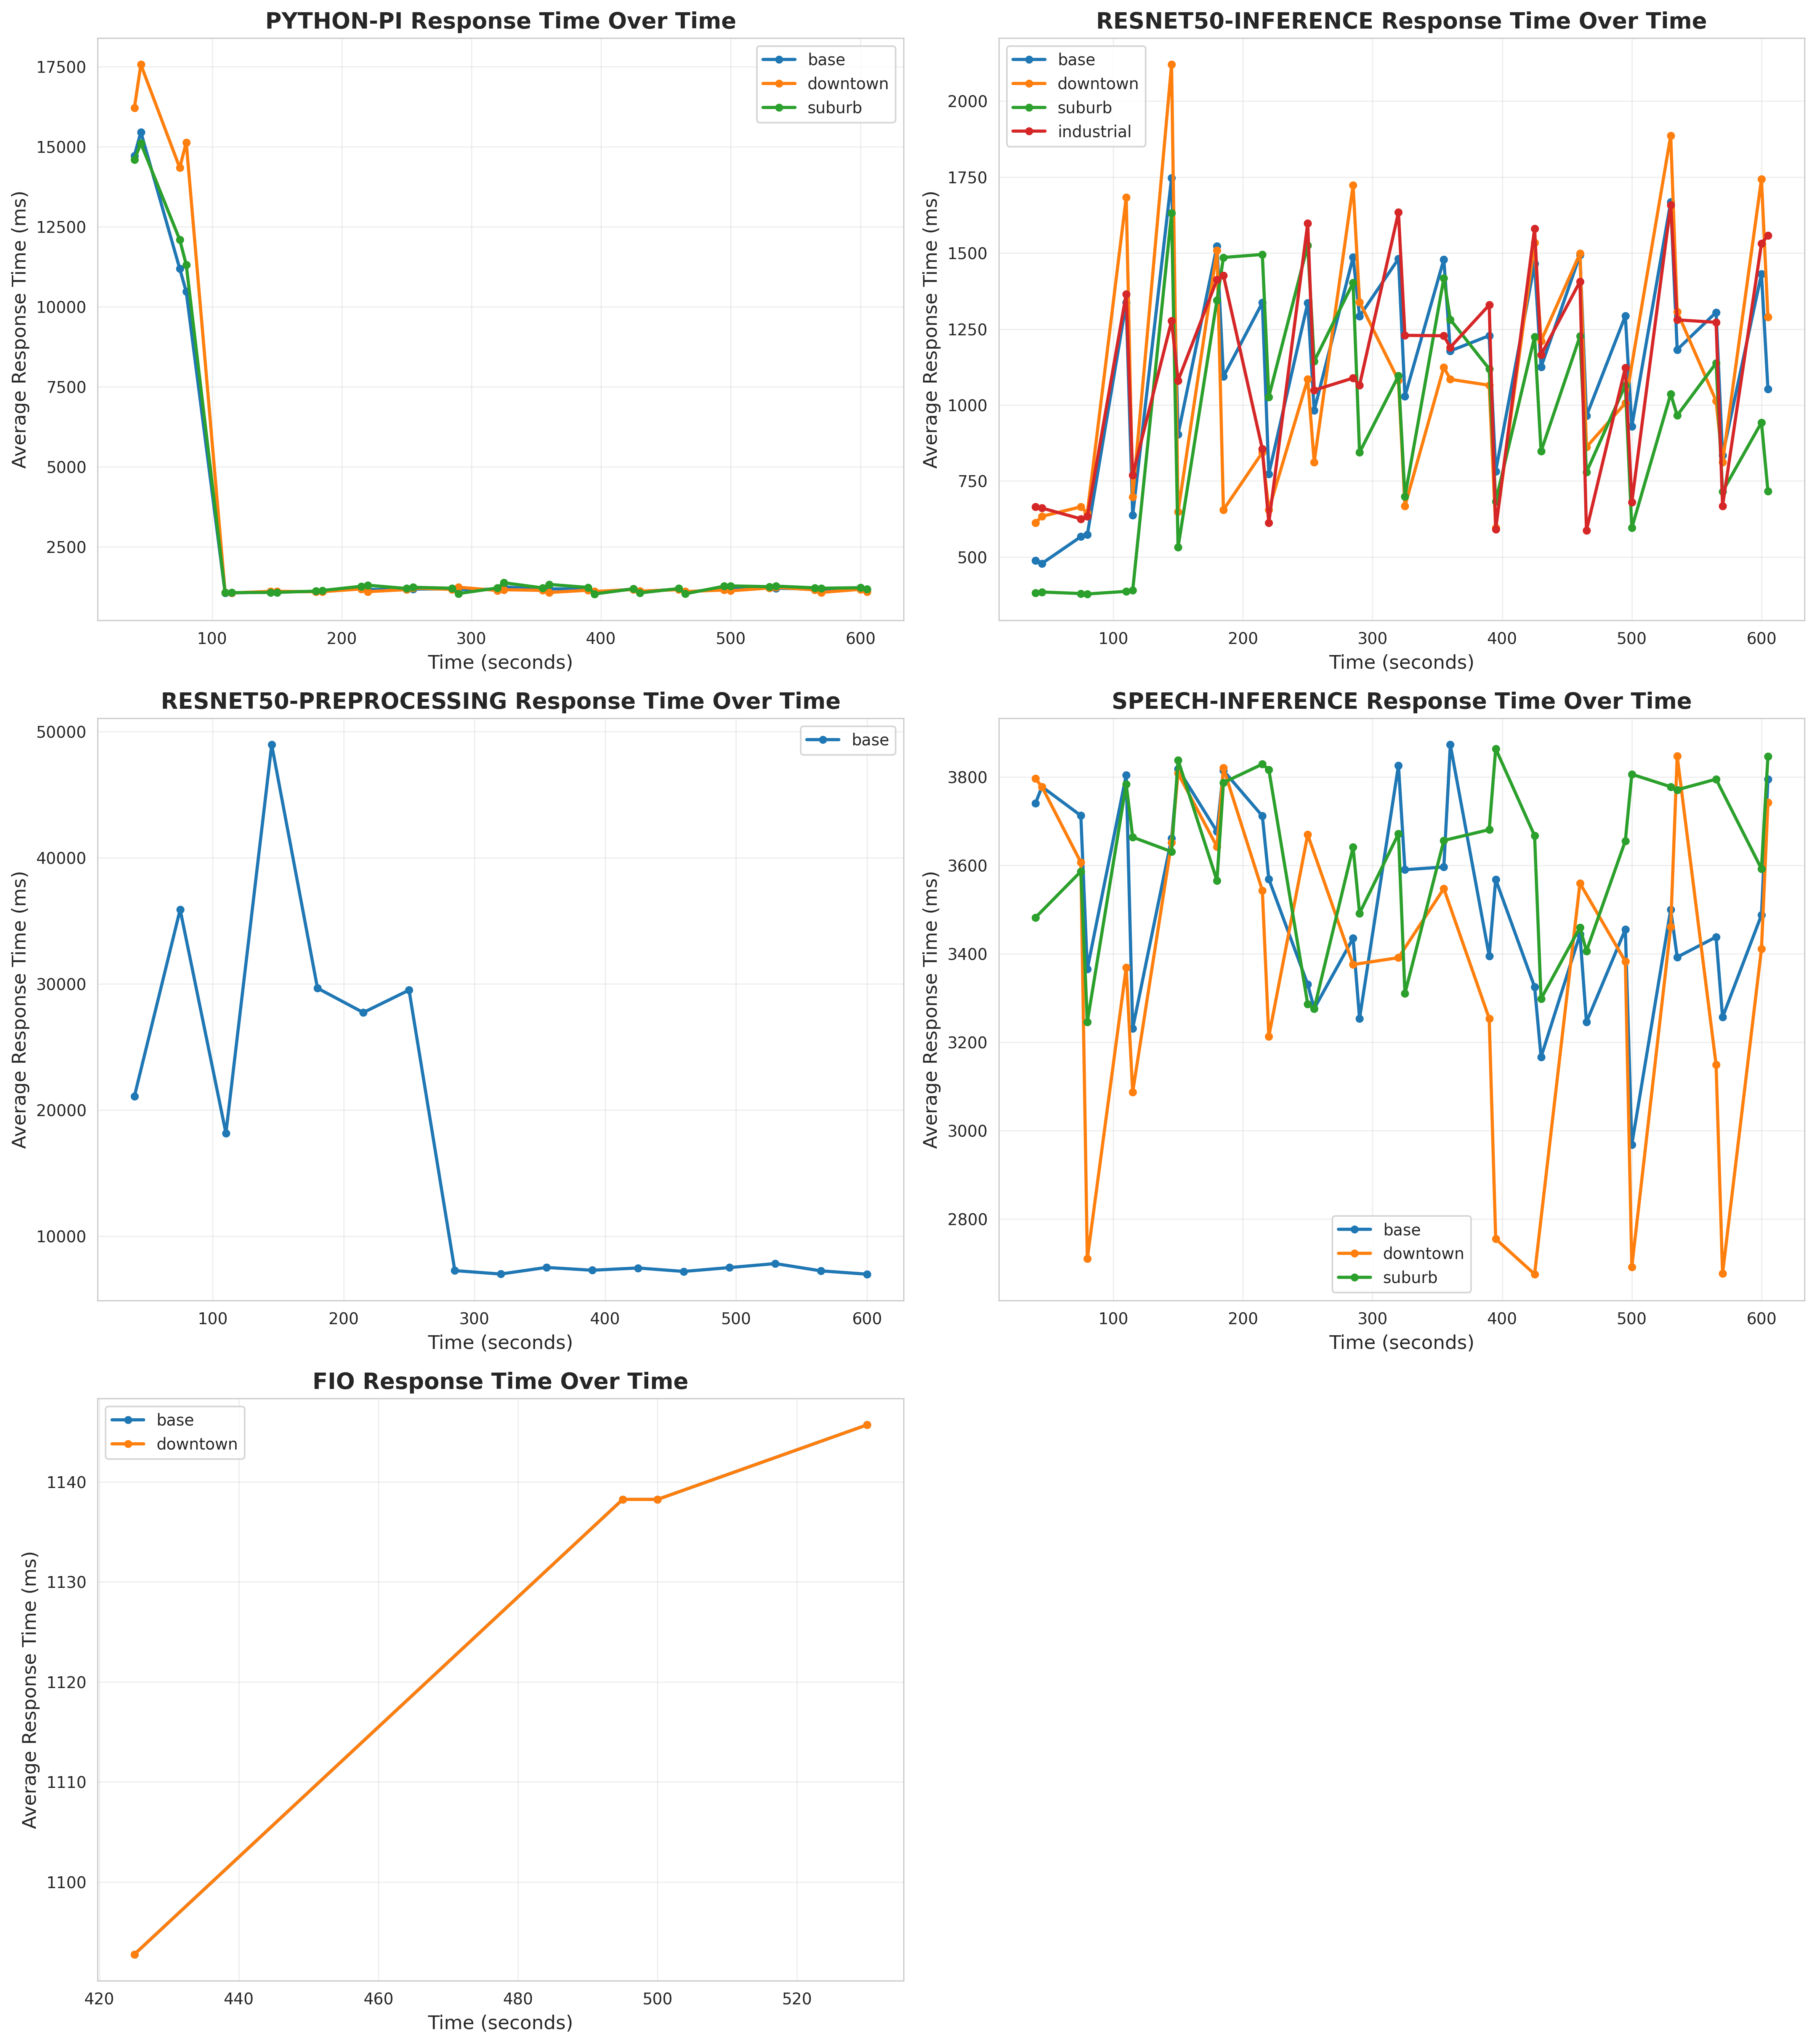 PYTHON-PI Response Time Over Time
Average Response Time (ms)
17500
15000
12500
10000
7500
5000
2500
base
downtown
suburb
100 200 300 400 500 600
Time (seconds)
RESNET50-INFERENCE Response Time Over Time
Average Response Time (ms)
2000
1750
1500
1250
1000
750
500
base
downtown
suburb
industrial
100 200 300 400 500 600
Time (seconds)
RESNET50-PREPROCESSING Response Time Over Time
Average Response Time (ms)
50000
40000
30000
20000
10000
base
100 200 300 400 500 600
Time (seconds)
SPEECH-INFERENCE Response Time Over Time
Average Response Time (ms)
3800
3600
3400
3200
3000
2800
base
downtown
suburb
100 200 300 400 500 600
Time (seconds)
FIO Response Time Over Time
Average Response Time (ms)
1140
1130
1120
1110
1100
base
downtown
420 440 460 480 500 520
Time (seconds)